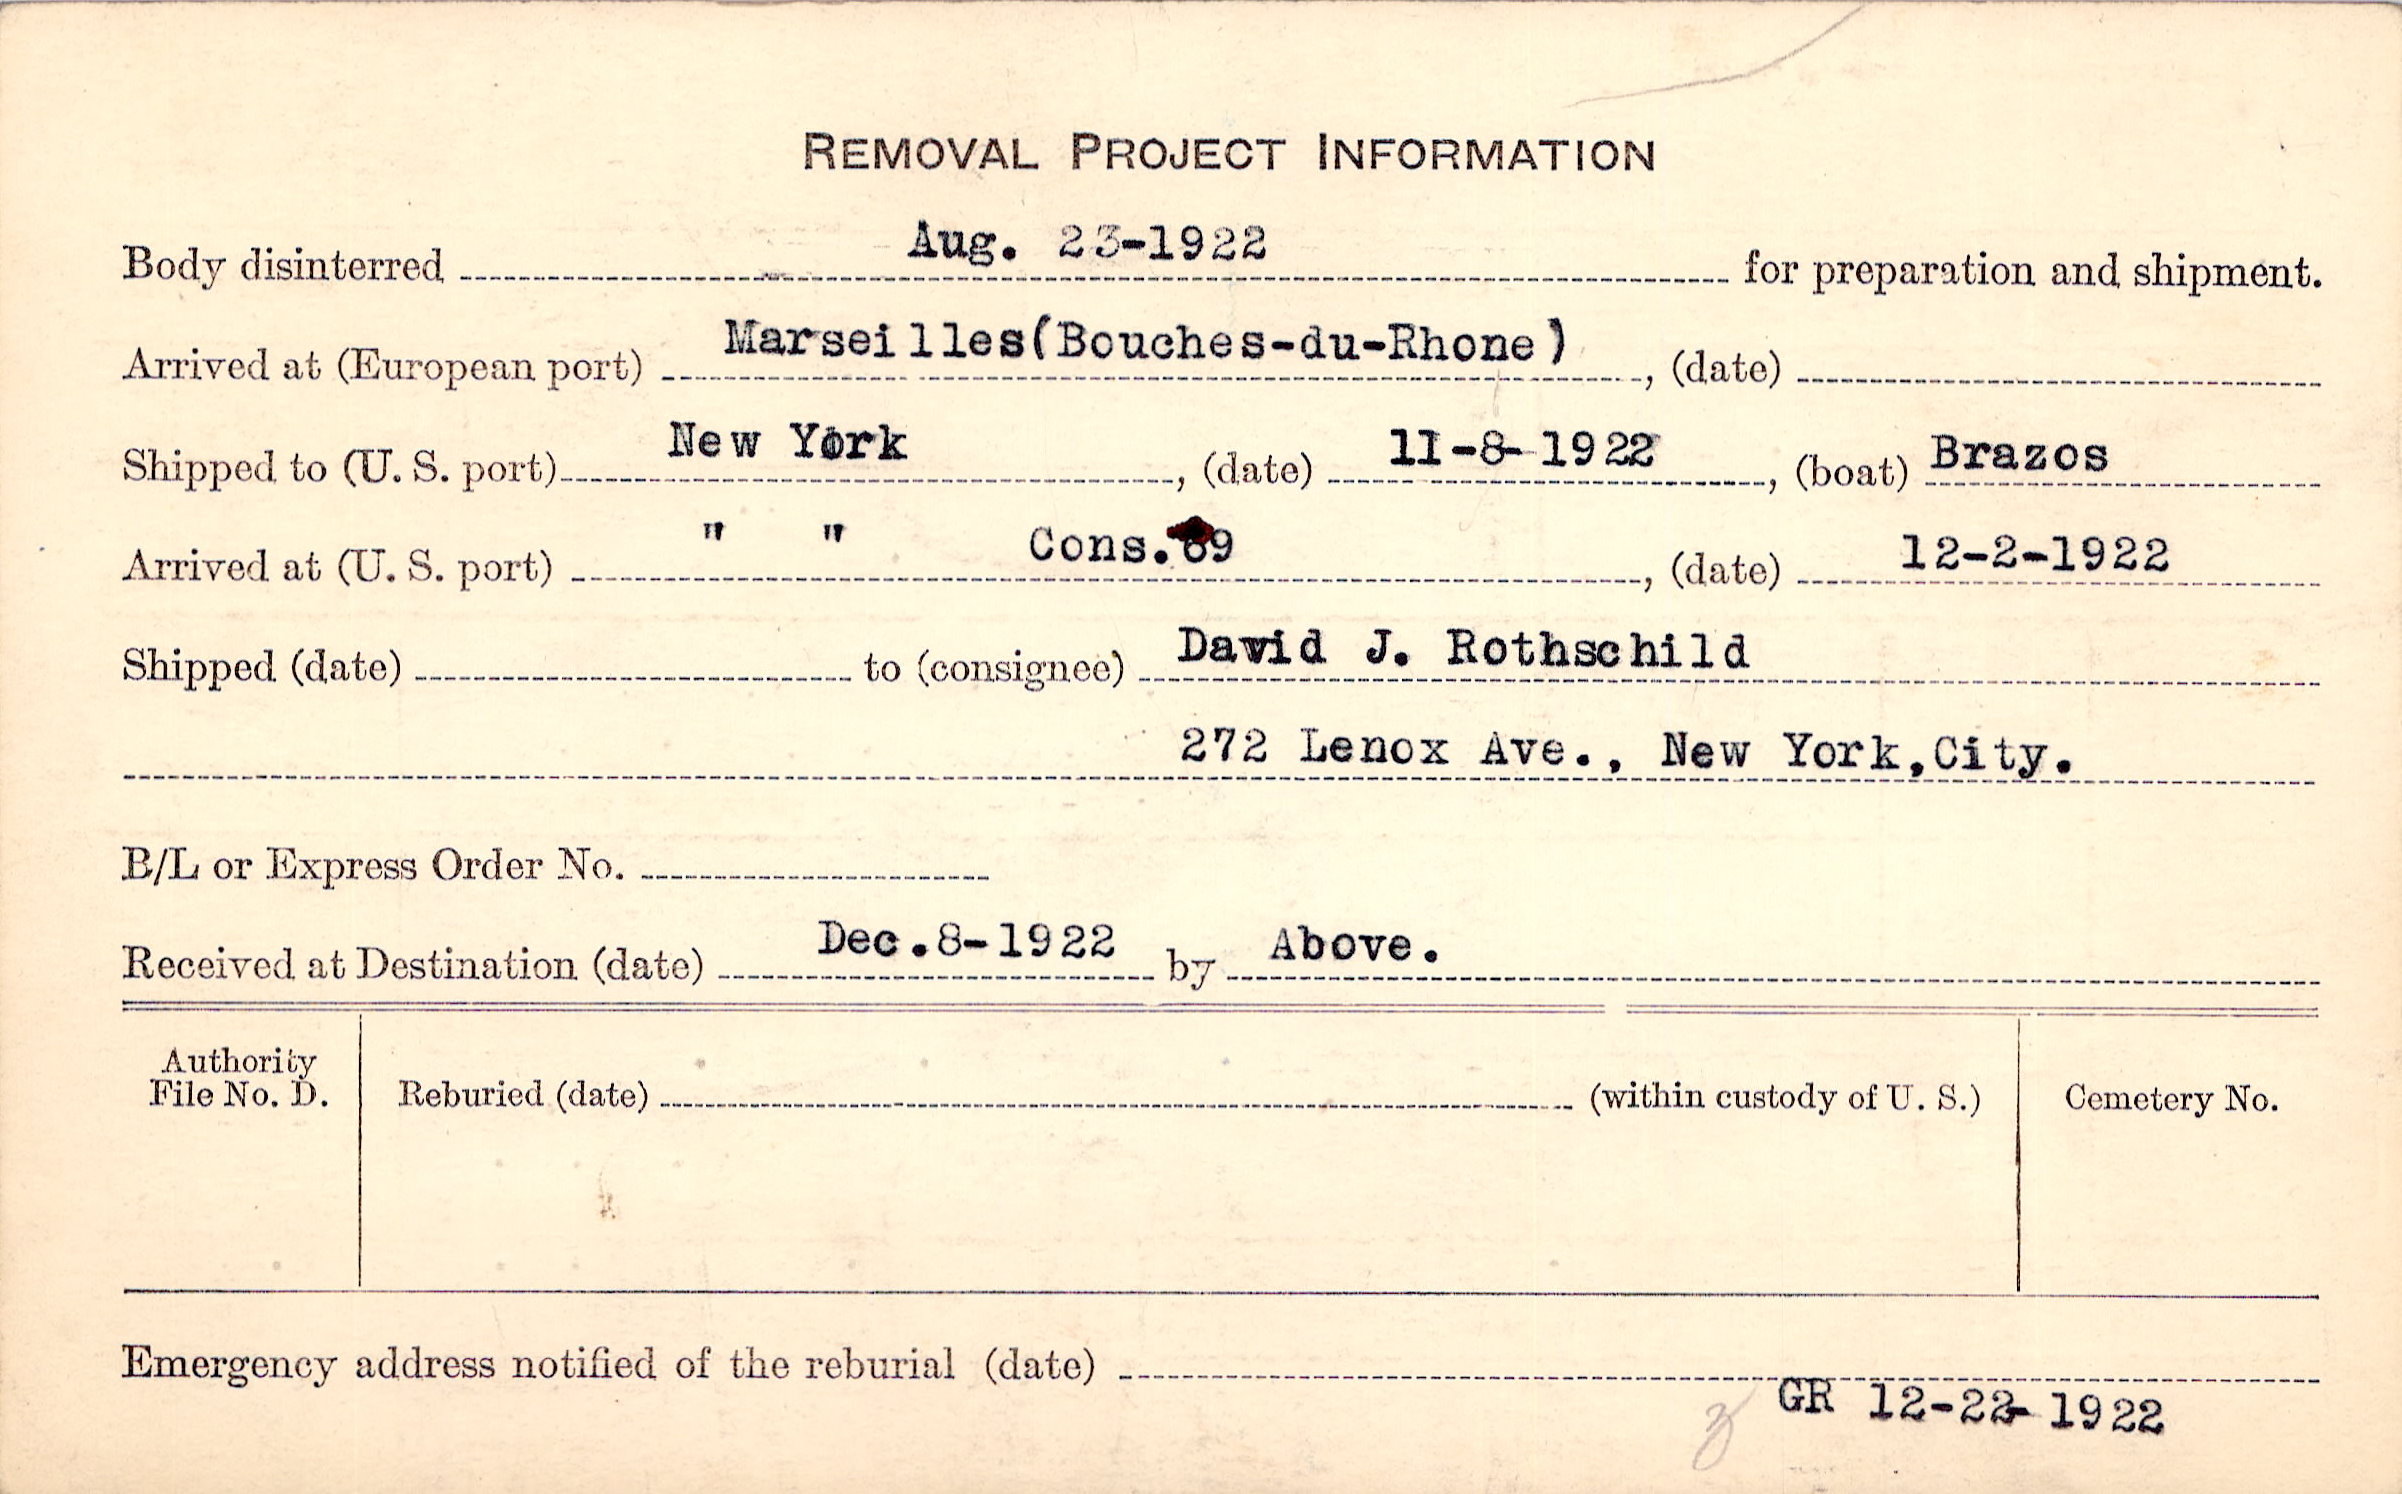 REMOVAL PROJECT INFORMATION
Body disinterred Aug. 23-1922 for preparation and shipment.
Arrived at (European port) Marseilles(Bouches-du-Rhone), (date)
Shipped to (U. S. port) New York, (date) 11-8-1922, (boat) Brazos
Arrived at (U. S. port) " " Cons.69, (date) 12-2-1922
Shipped (date) to (consignee) David J. Rothschild
272 Lenox Ave., New York,City.
B/L or Express Order No.
Received at Destination (date) Dec.8-1922 by Above.
Authority
File No. D.
Reburied (date) (within custody of U. S.)
Cemetery No.
Emergency address notified of the reburial (date)
GR 12-22-1922